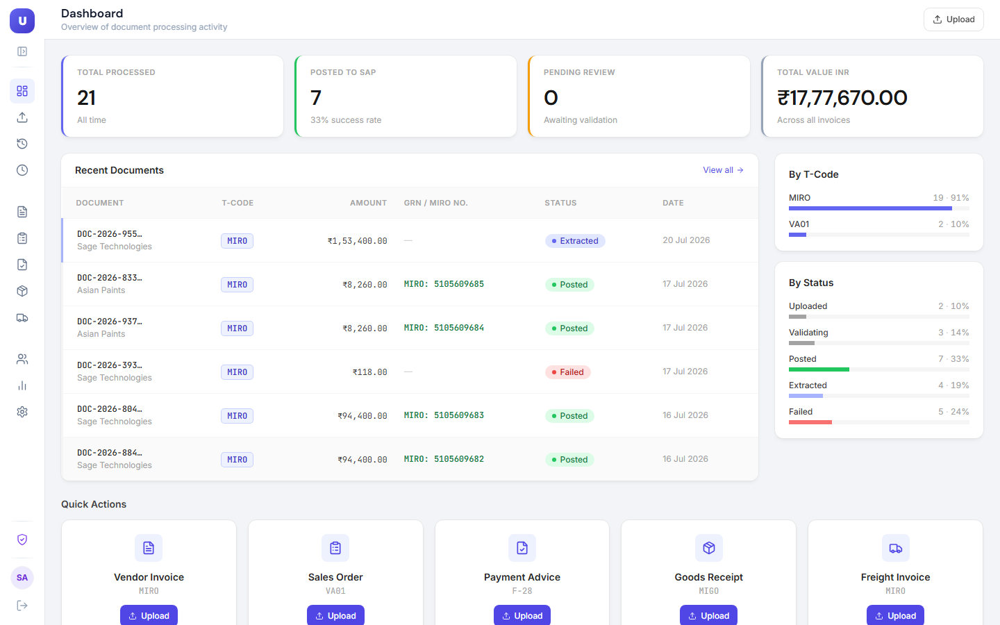 U
Dashboard
Overview of document processing activity
Upload
TOTAL PROCESSED
21
All time
POSTED TO SAP
7
33% success rate
PENDING REVIEW
0
Awaiting validation
TOTAL VALUE INR
₹17,77,670.00
Across all invoices
Recent Documents
View all →
DOCUMENT T-CODE AMOUNT GRN / MIRO NO. STATUS DATE
DOC-2026-955…
Sage Technologies
MIRO ₹1,53,400.00 — Extracted 20 Jul 2026
DOC-2026-833…
Asian Paints
MIRO ₹8,260.00 MIRO: 5105609685 Posted 17 Jul 2026
DOC-2026-937…
Asian Paints
MIRO ₹8,260.00 MIRO: 5105609684 Posted 17 Jul 2026
DOC-2026-393…
Sage Technologies
MIRO ₹118.00 — Failed 17 Jul 2026
DOC-2026-804…
Sage Technologies
MIRO ₹94,400.00 MIRO: 5105609683 Posted 16 Jul 2026
DOC-2026-884…
Sage Technologies
MIRO ₹94,400.00 MIRO: 5105609682 Posted 16 Jul 2026
By T-Code
MIRO 19 · 91%
VA01 2 · 10%
By Status
Uploaded 2 · 10%
Validating 3 · 14%
Posted 7 · 33%
Extracted 4 · 19%
Failed 5 · 24%
Quick Actions
Vendor Invoice
MIRO
Upload
Sales Order
VA01
Upload
Payment Advice
F-28
Upload
Goods Receipt
MIGO
Upload
Freight Invoice
MIRO
Upload
SA